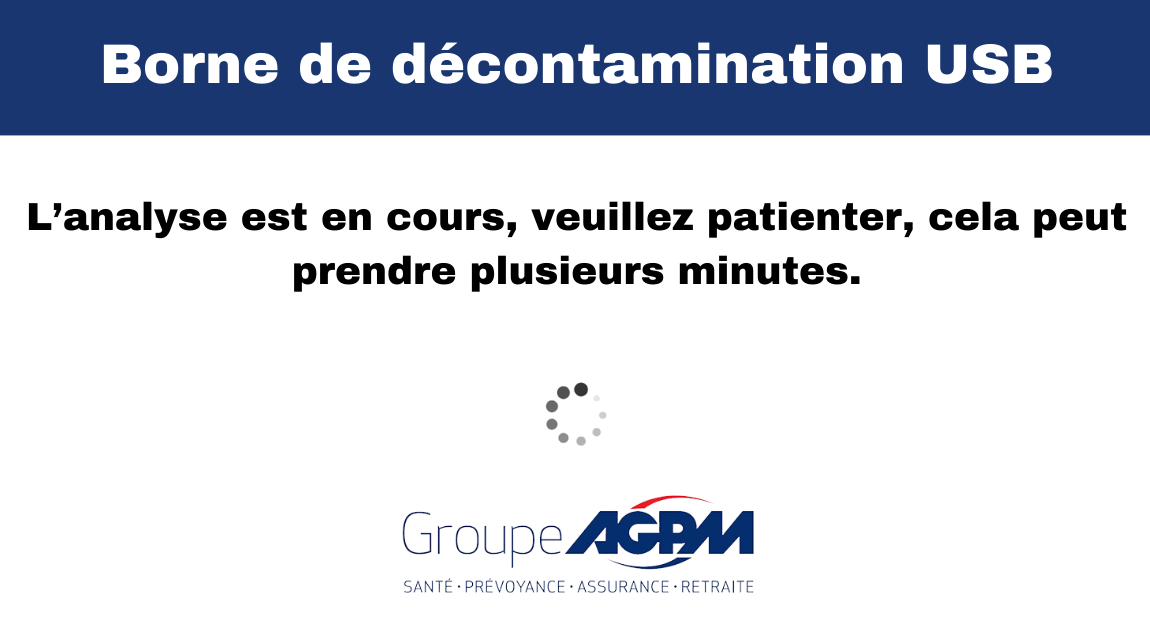 Borne de décontamination USB
L’analyse est en cours, veuillez patienter, cela peut
prendre plusieurs minutes.
Groupe AGPM
SANTÉ • PRÉVOYANCE • ASSURANCE • RETRAITE